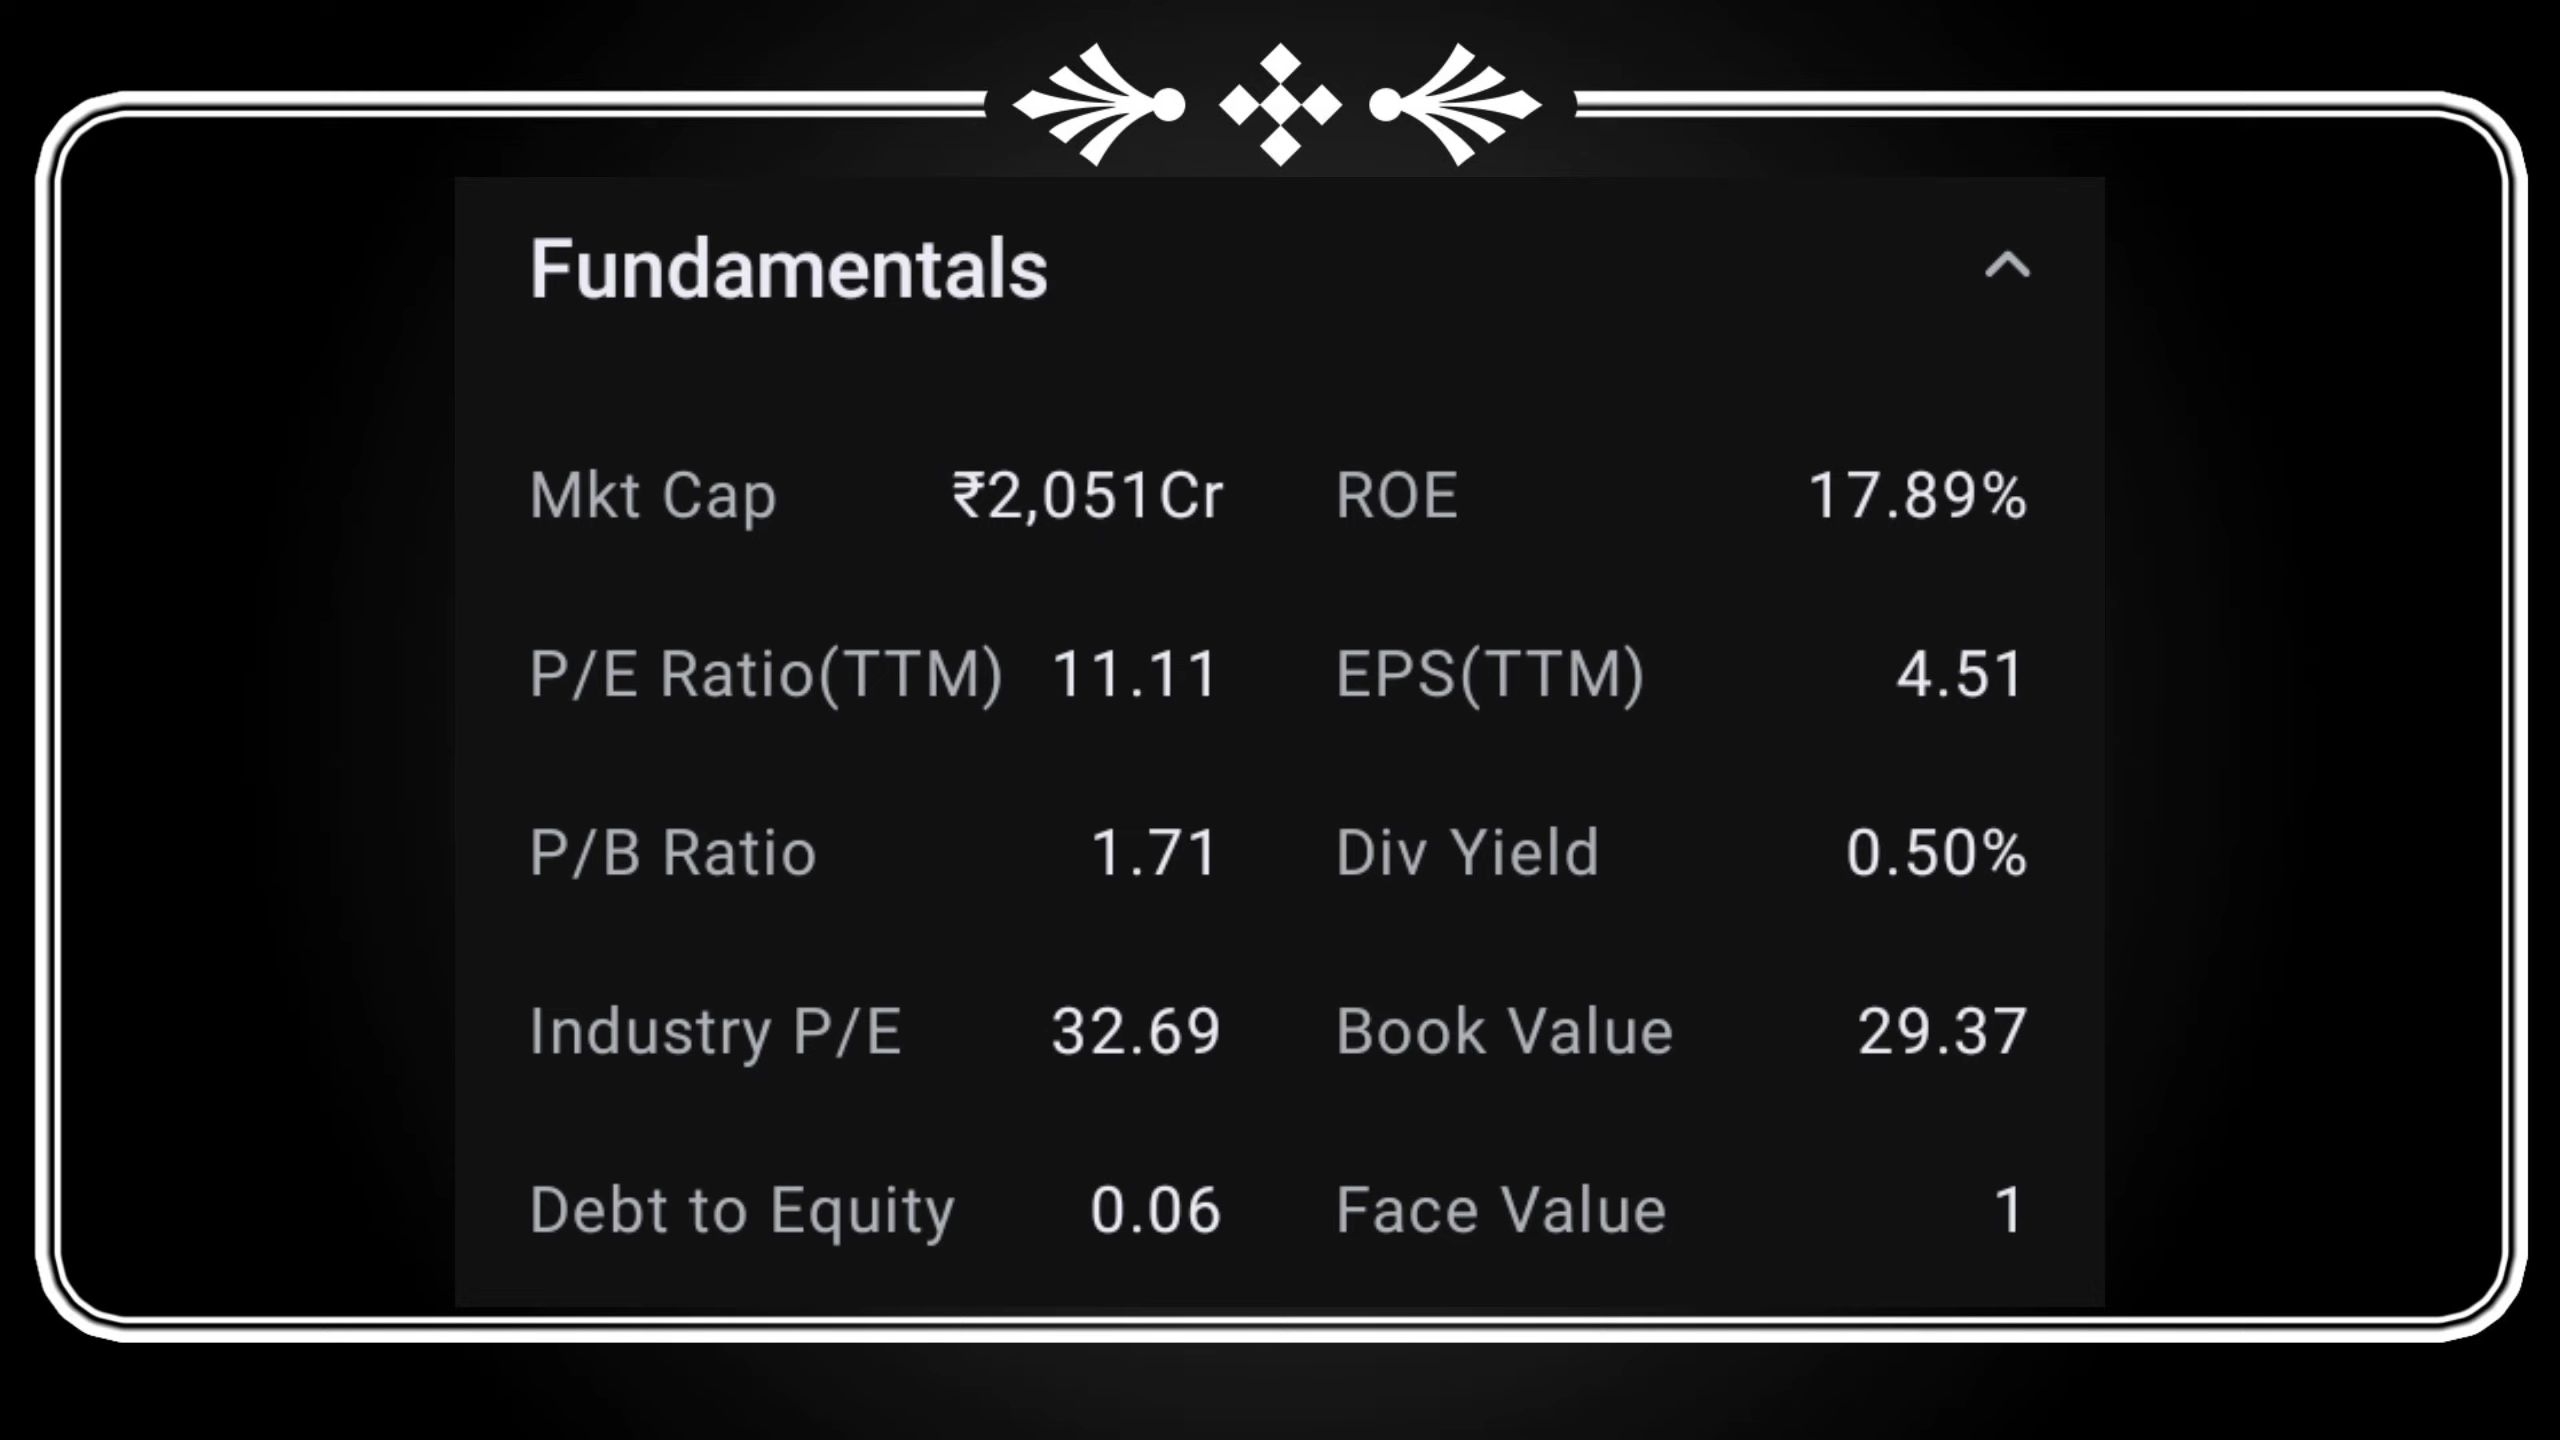 Fundamentals
Mkt Cap ₹2,051Cr ROE 17.89%
P/E Ratio(TTM) 11.11 EPS(TTM) 4.51
P/B Ratio 1.71 Div Yield 0.50%
Industry P/E 32.69 Book Value 29.37
Debt to Equity 0.06 Face Value 1